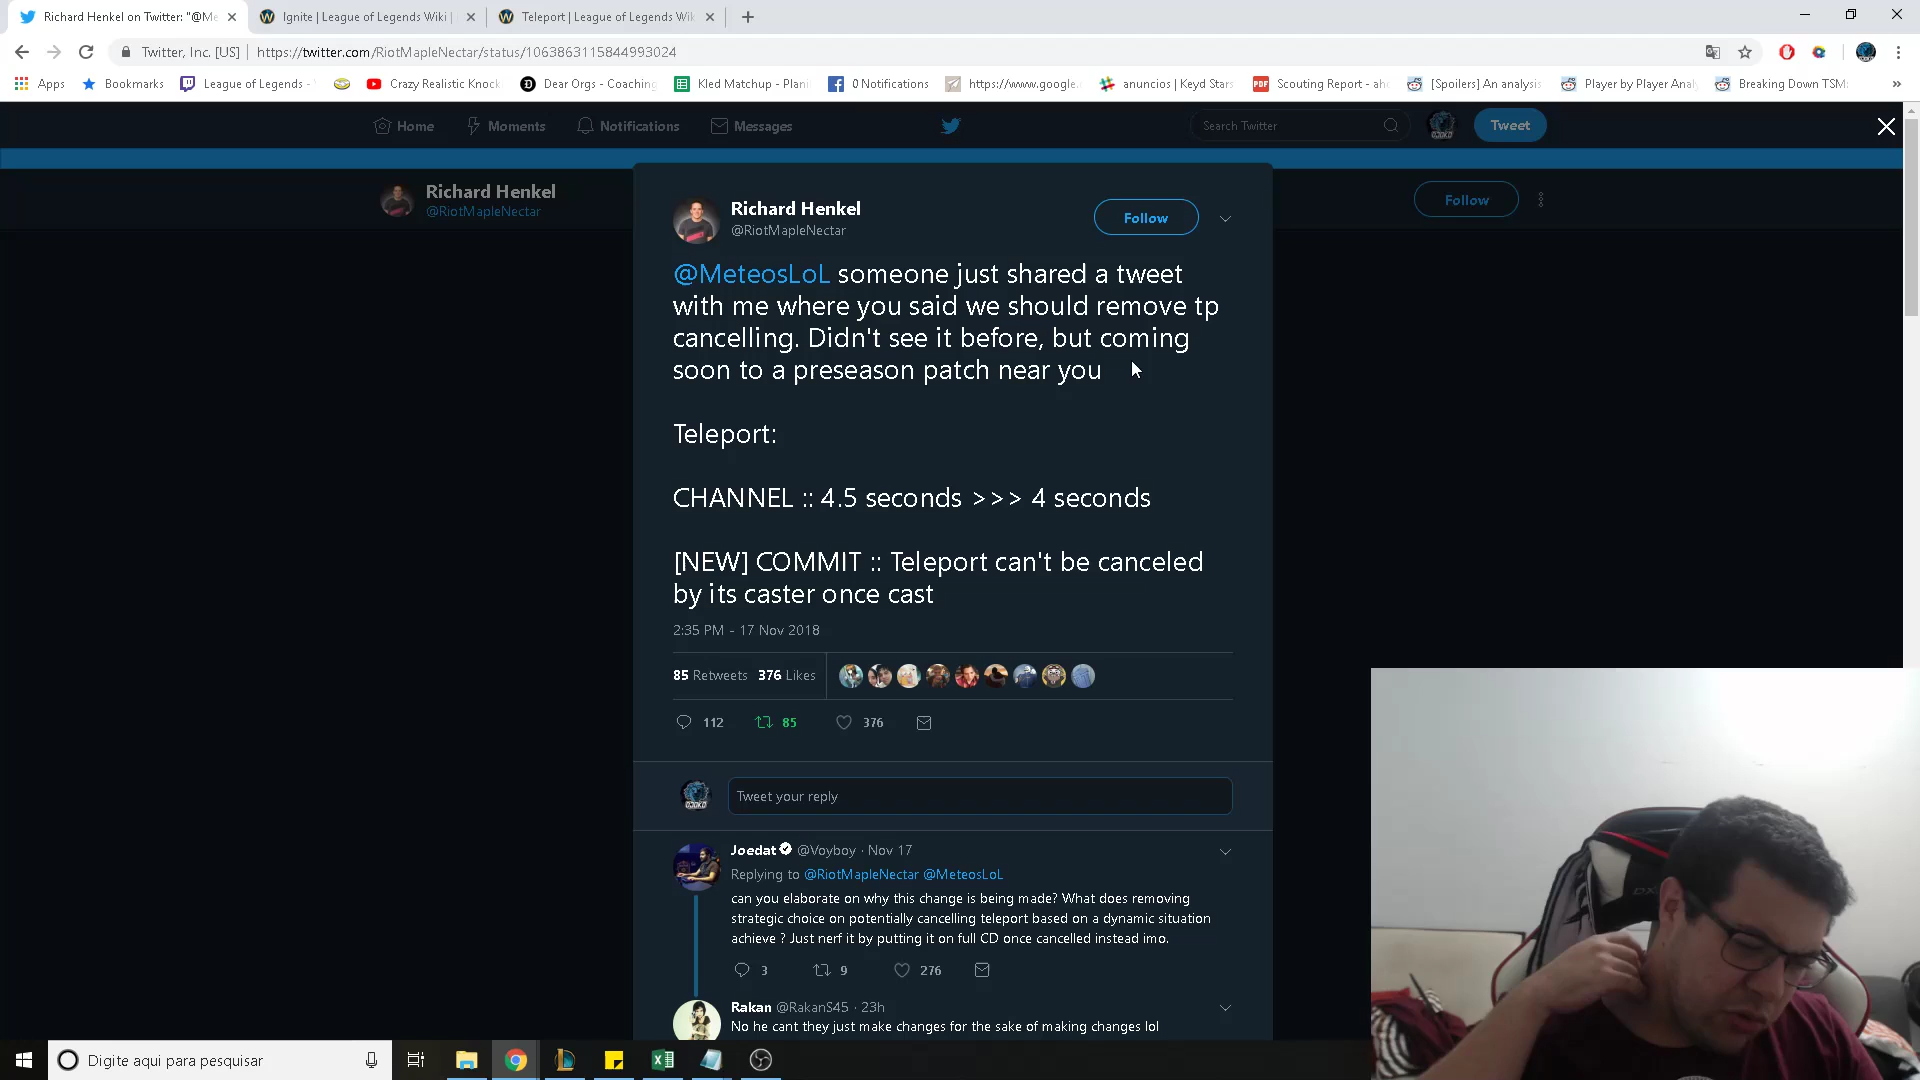 Richard Henkel on Twitter: "@Me
Ignite | League of Legends Wiki |
Teleport | League of Legends Wik
Twitter, Inc. [US]
https://twitter.com/RiotMapleNectar/status/1063863115844993024
Apps
Bookmarks
League of Legends -
Crazy Realistic Knock
Dear Orgs - Coaching
Kled Matchup - Plani
0 Notifications
https://www.google.
anuncios | Keyd Stars
Scouting Report - aho
[Spoilers] An analysis
Player by Player Anal
Breaking Down TSM
Home
Moments
Notifications
Messages
Search Twitter
Tweet
Richard Henkel
@RiotMapleNectar
Follow
Richard Henkel
@RiotMapleNectar
Follow
@MeteosLoL someone just shared a tweet
with me where you said we should remove tp
cancelling. Didn't see it before, but coming
soon to a preseason patch near you
Teleport:
CHANNEL :: 4.5 seconds >>> 4 seconds
[NEW] COMMIT :: Teleport can't be canceled
by its caster once cast
2:35 PM - 17 Nov 2018
85 Retweets 376 Likes
112
85
376
Tweet your reply
Joedat @Voyboy · Nov 17
Replying to @RiotMapleNectar @MeteosLoL
can you elaborate on why this change is being made? What does removing
strategic choice on potentially cancelling teleport based on a dynamic situation
achieve ? Just nerf it by putting it on full CD once cancelled instead imo.
3
9
276
Rakan @RakanS45 · 23h
No he cant they just make changes for the sake of making changes lol
Digite aqui para pesquisar